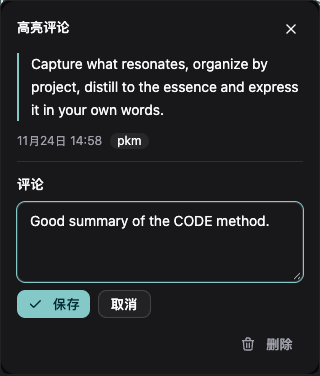 高亮评论
Capture what resonates, organize by
project, distill to the essence and express
it in your own words.
11月24日 14:58 pkm
评论
Good summary of the CODE method.
保存 取消
删除